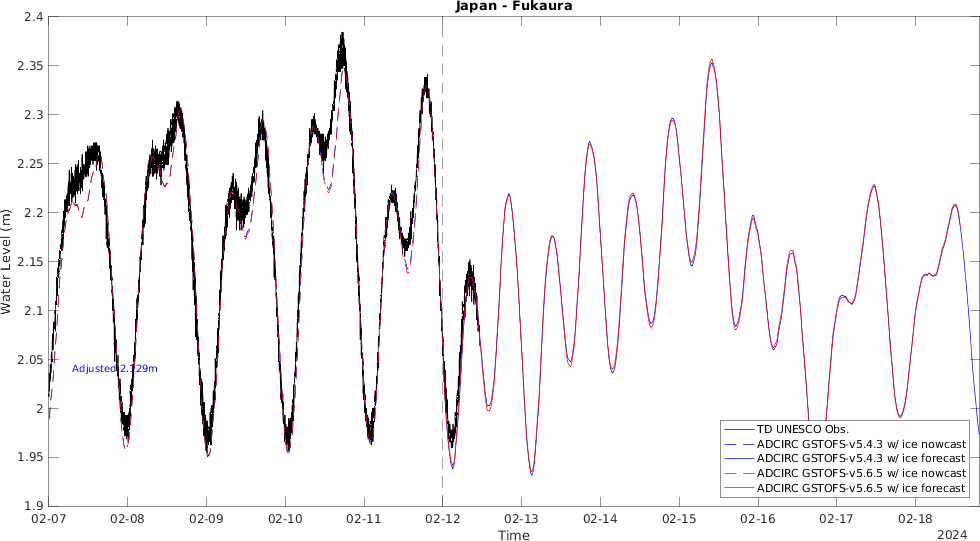 Japan - Fukaura
2.4
2.35
2.3
2.25
2.2
2.15
2.1
2.05
2
1.95
1.9
Water Level (m)
Adjusted 2.129m
TD UNESCO Obs.
ADCIRC GSTOFS-v5.4.3 w/ ice nowcast
ADCIRC GSTOFS-v5.4.3 w/ ice forecast
ADCIRC GSTOFS-v5.6.5 w/ ice nowcast
ADCIRC GSTOFS-v5.6.5 w/ ice forecast
02-07 02-08 02-09 02-10 02-11 02-12 02-13 02-14 02-15 02-16 02-17 02-18
Time
2024